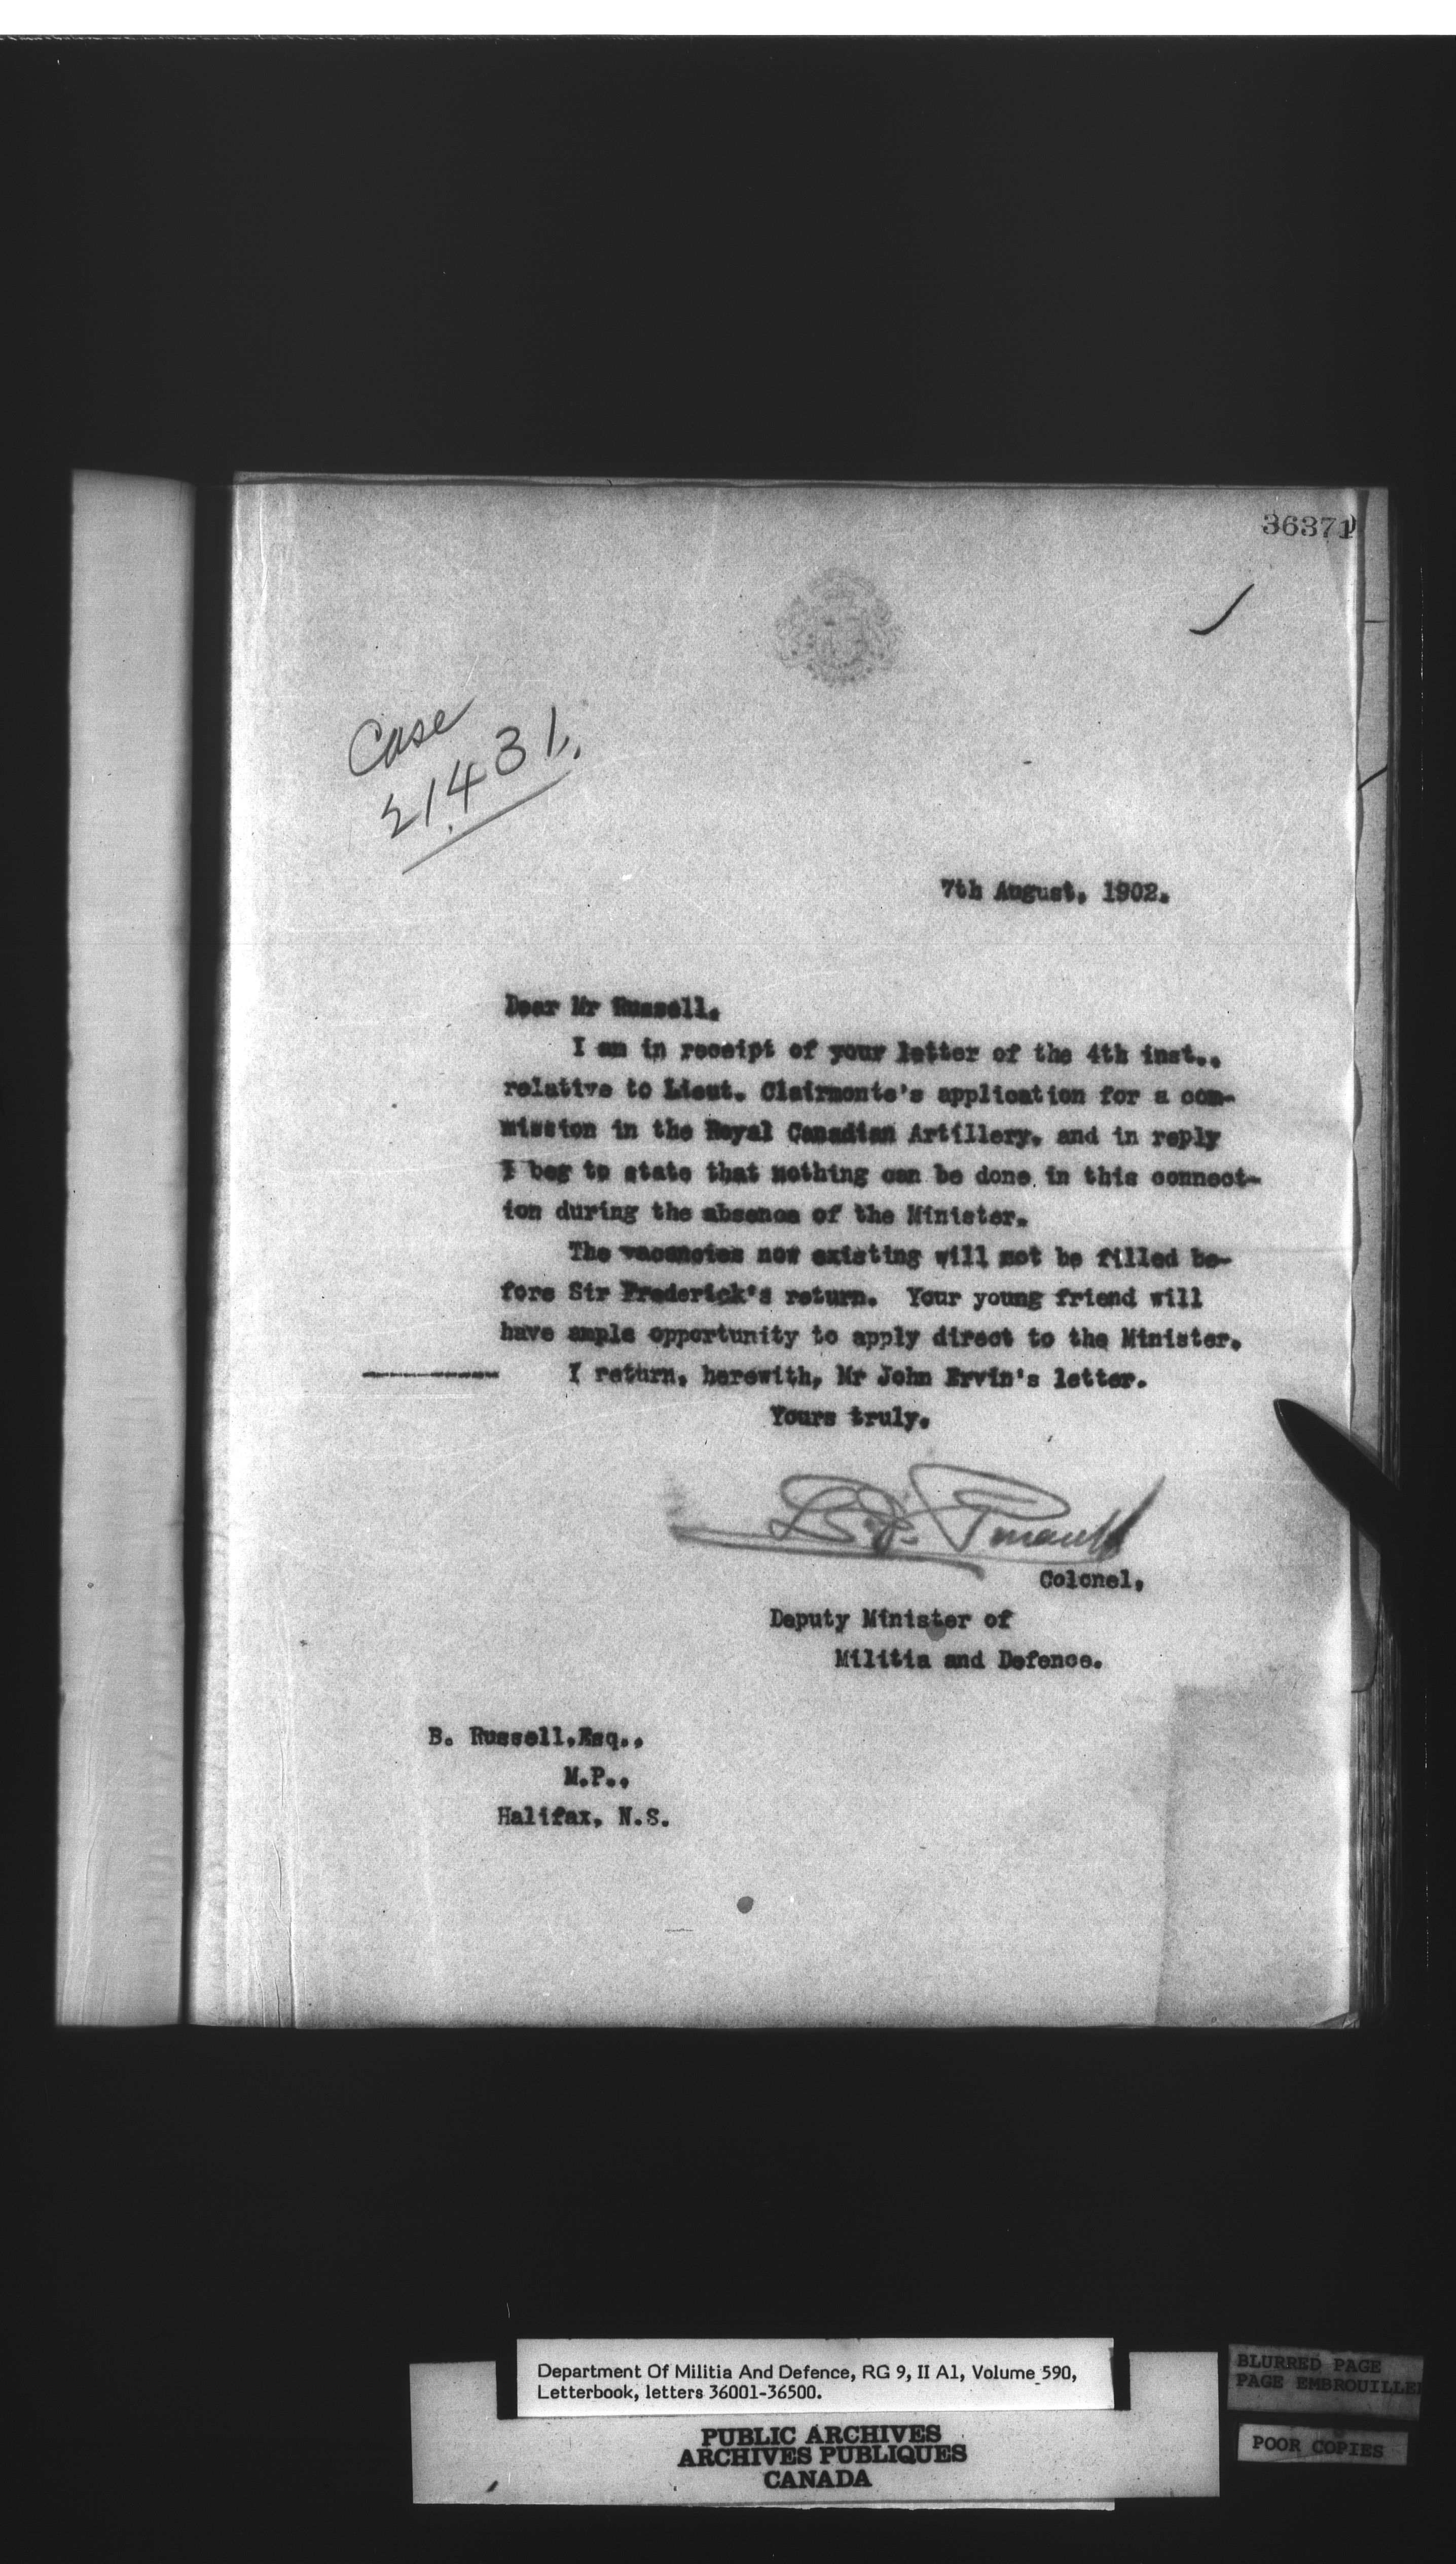 36371
Case
21431.
7th August, 1902.
Dear Mr Russell,
I am in receipt of your letter of the 4th inst.,
relative to Lieut. Clairmonte's application for a com-
mission in the Royal Canadian Artillery, and in reply
I beg to state that nothing can be done in this connect-
ion during the absence of the Minister.
The vacancies now existing will not be filled be-
fore Sir Frederick's return. Your young friend will
have ample opportunity to apply direct to the Minister.
I return, herewith, Mr John Ervin's letter.
Yours truly,
L.F. Pinault
Colonel,
Deputy Minister of
Militia and Defence.
B. Russell,Esq.,
M.P.,
Halifax, N.S.
Department Of Militia And Defence, RG 9, II A1, Volume 590,
Letterbook, letters 36001-36500.
PUBLIC ARCHIVES
ARCHIVES PUBLIQUES
CANADA
BLURRED PAGE
PAGE EMBROUILLEE
POOR COPIES